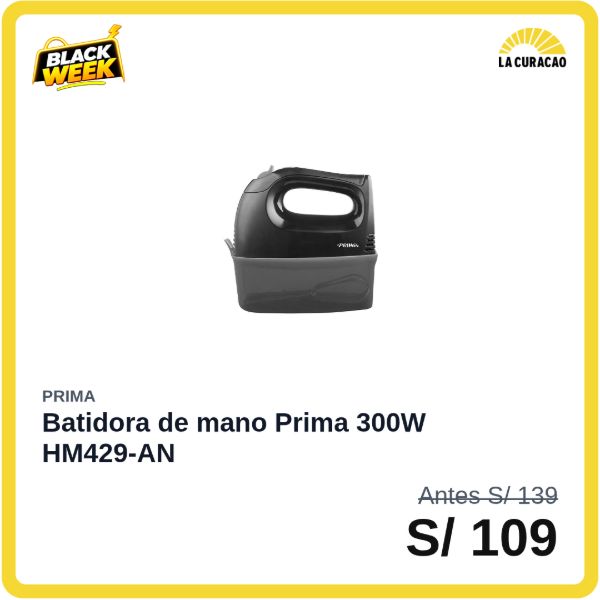 BLACK
WEEK
LA CURACAO
PRIMA
PRIMA
Batidora de mano Prima 300W
HM429-AN
Antes S/ 139
S/ 109